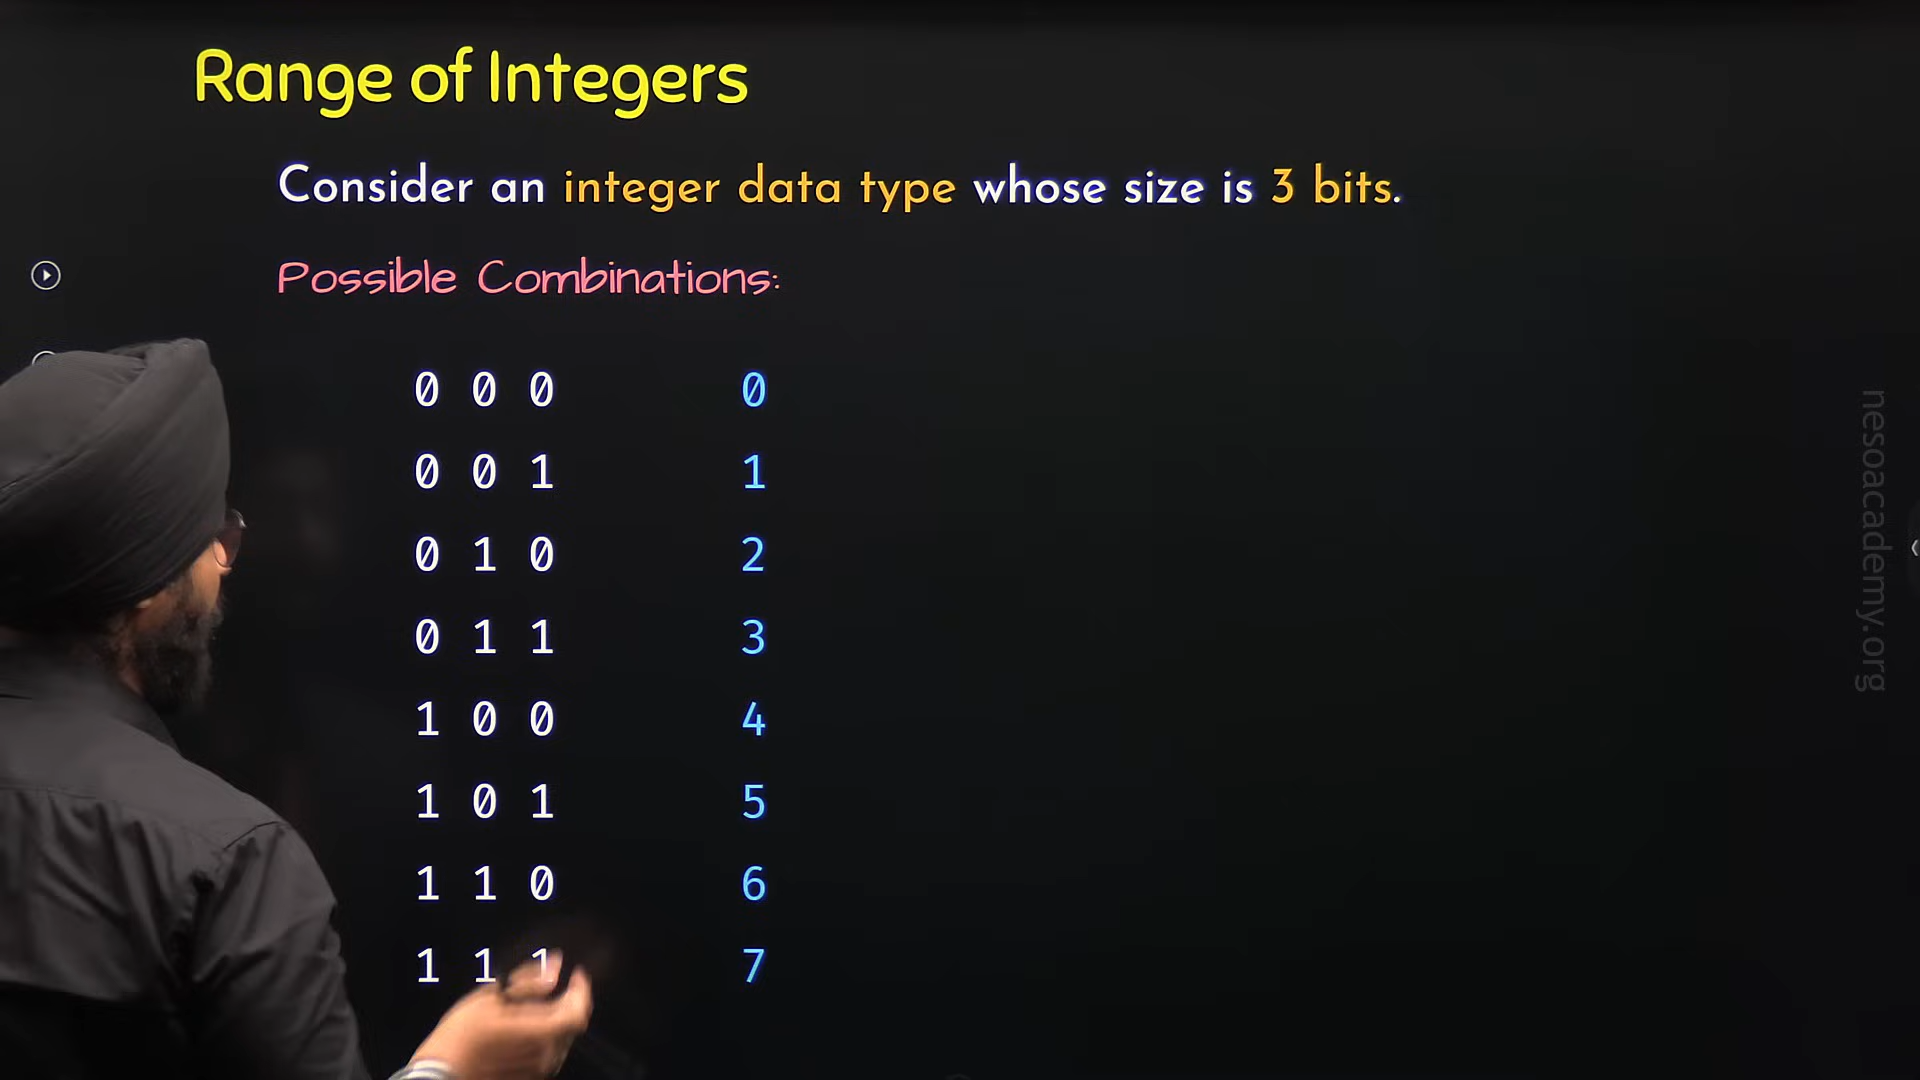 Range of Integers
Consider an integer data type whose size is 3 bits.
Possible Combinations:
0 0 0 0
0 0 1 1
0 1 0 2
0 1 1 3
1 0 0 4
1 0 1 5
1 1 0 6
1 1 1 7
nesoacademy.org